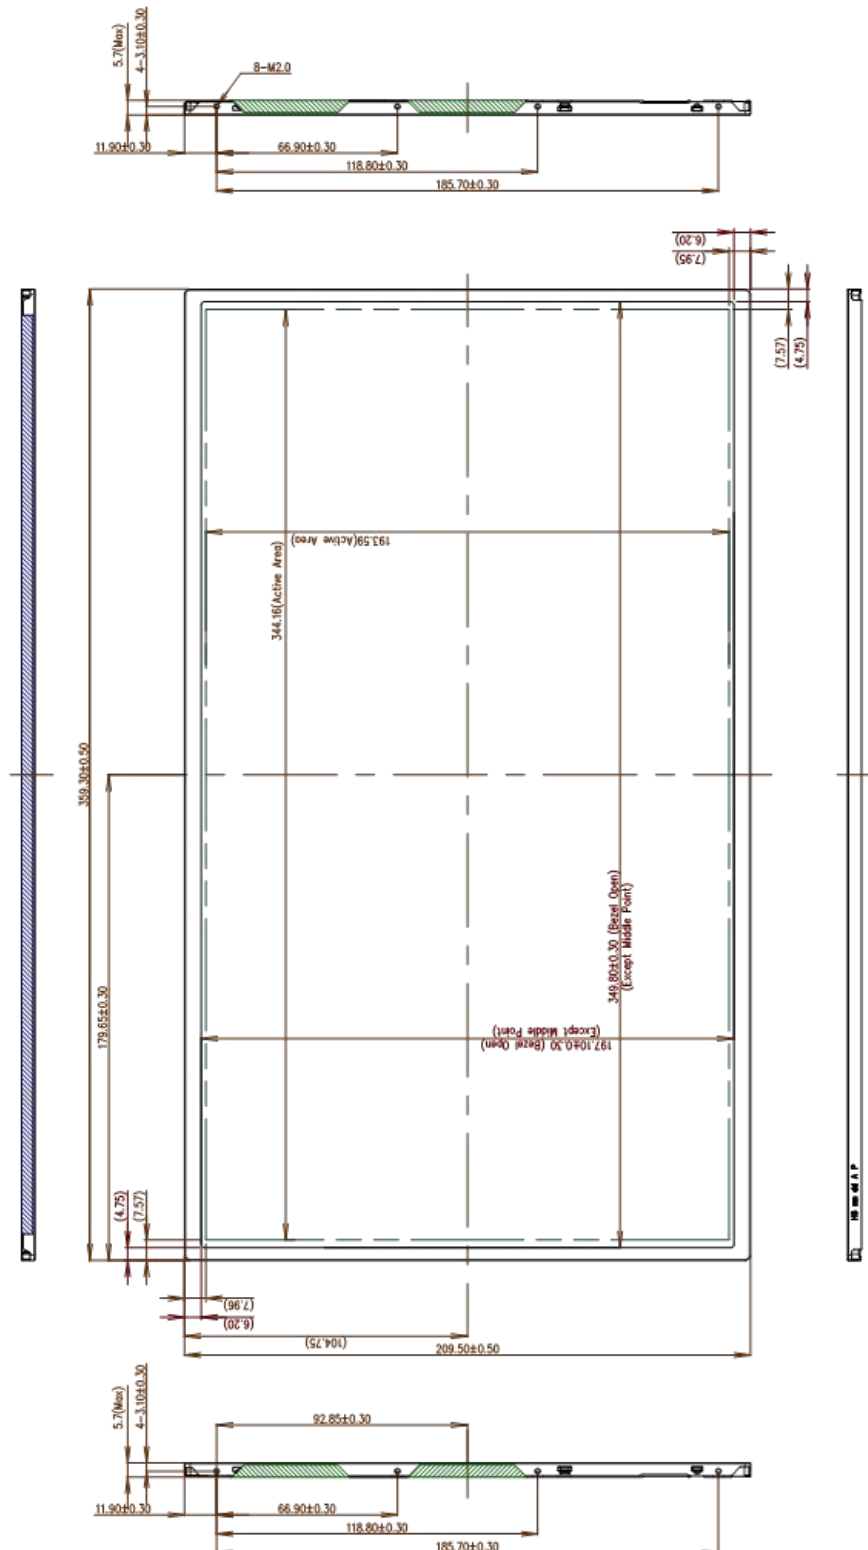 5.7(Max)
4-3.10±0.30
8-M2.0
11.90±0.30
66.90±0.30
118.80±0.30
185.70±0.30
(6.20)
(7.95)
(7.57)
(4.75)
193.59(Active Area)
344.16(Active Area)
359.30±0.50
349.80±0.30 (Bezel Open)
(Except Middle Point)
179.65±0.30
197.10±0.30 (Bezel Open)
(Except Middle Point)
(4.75)
(7.57)
(7.96)
(6.20)
(104.75)
209.50±0.50
5.7(Max)
4-3.10±0.30
92.85±0.30
11.90±0.30
66.90±0.30
118.80±0.30
185.70±0.30